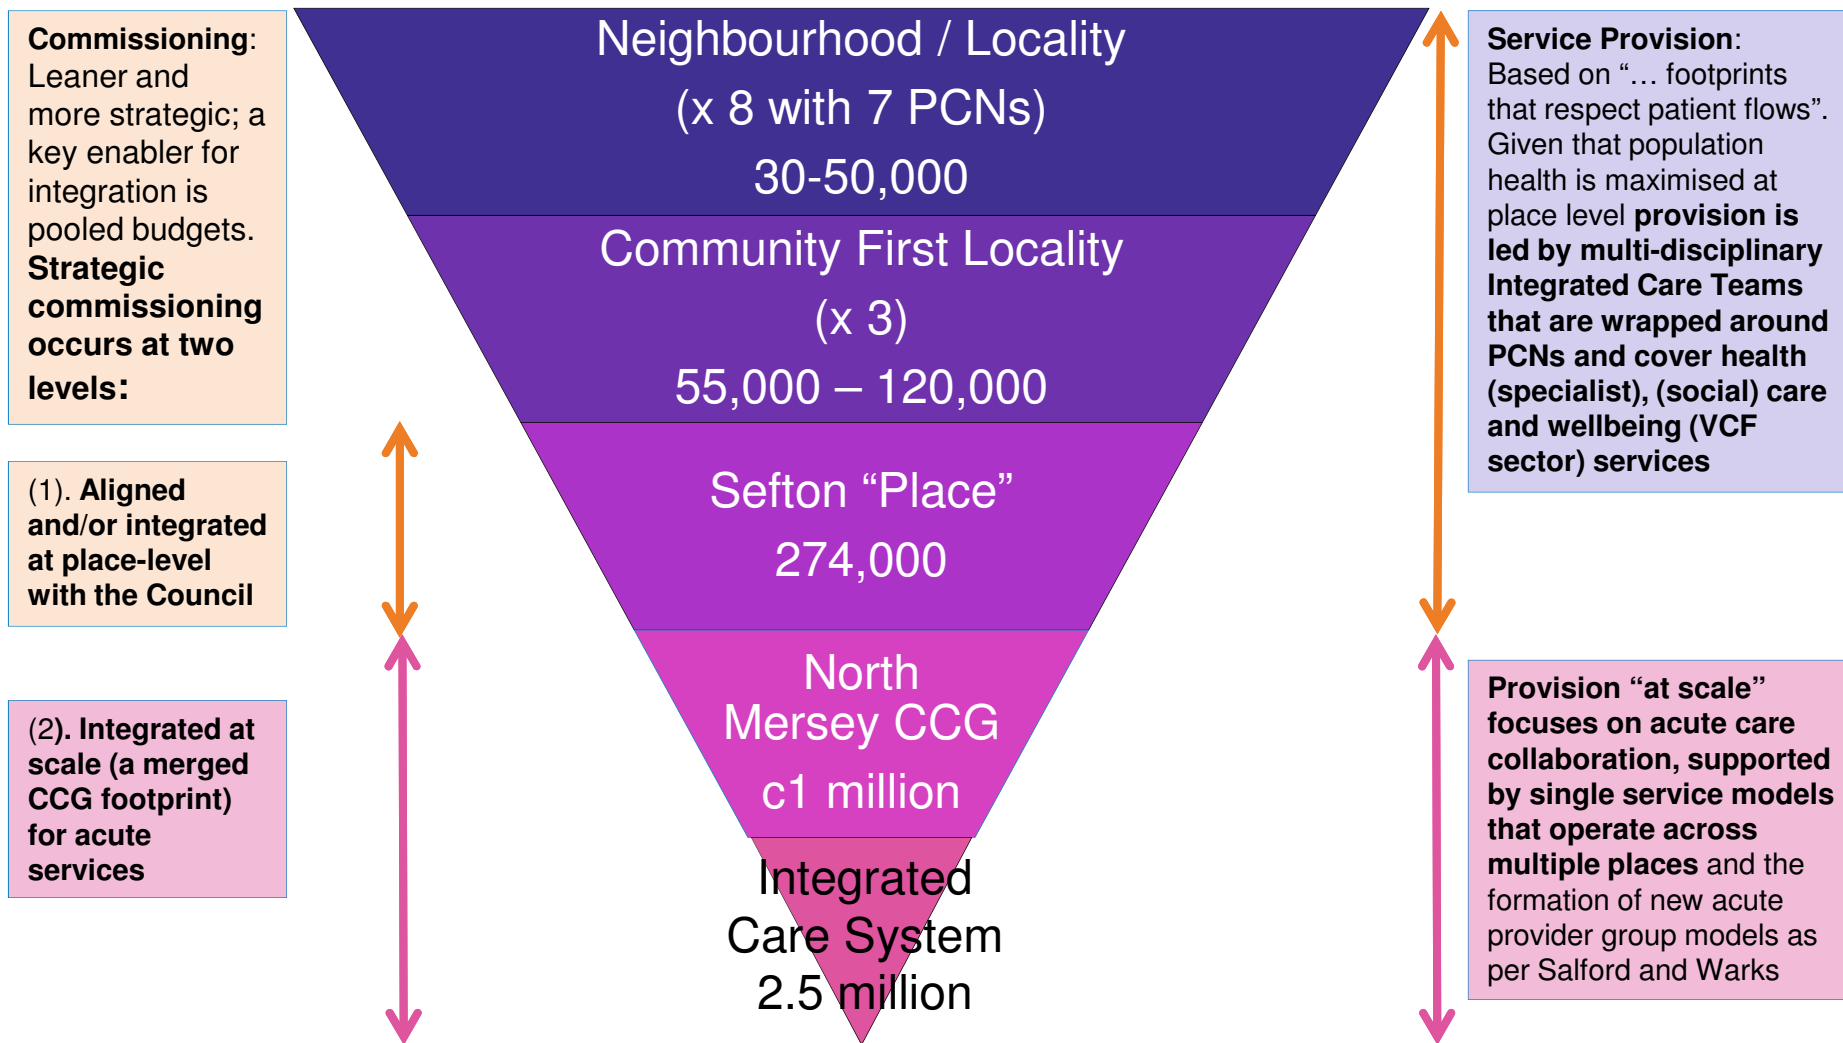 Commissioning:
Leaner and
more strategic; a
key enabler for
integration is
pooled budgets.
Strategic
commissioning
occurs at two
levels:
(1). Aligned
and/or integrated
at place-level
with the Council
(2). Integrated at
scale (a merged
CCG footprint)
for acute
services
Neighbourhood / Locality
(x 8 with 7 PCNs)
30-50,000
Community First Locality
(x 3)
55,000 – 120,000
Sefton “Place”
274,000
North
Mersey CCG
c1 million
Integrated
Care System
2.5 million
Service Provision:
Based on “… footprints
that respect patient flows”.
Given that population
health is maximised at
place level provision is
led by multi-disciplinary
Integrated Care Teams
that are wrapped around
PCNs and cover health
(specialist), (social) care
and wellbeing (VCF
sector) services
Provision “at scale”
focuses on acute care
collaboration, supported
by single service models
that operate across
multiple places and the
formation of new acute
provider group models as
per Salford and Warks